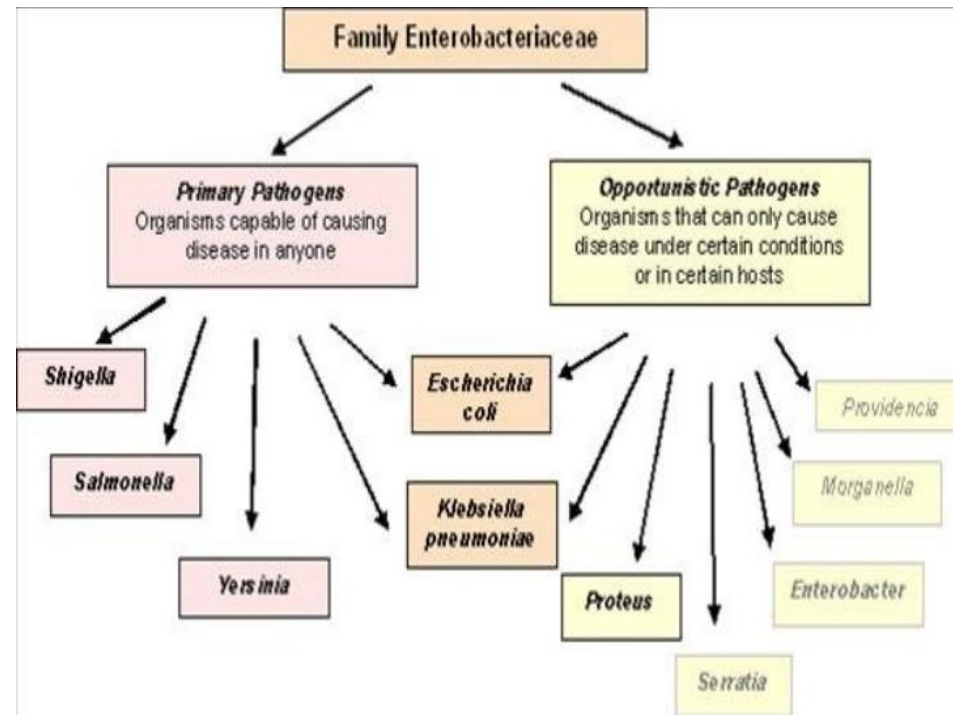 Family Enterobacteriaceae
Primary Pathogens
Organisms capable of causing
disease in anyone
Opportunistic Pathogens
Organisms that can only cause
disease under certain conditions
or in certain hosts
Shigella
Salmonella
Yersinia
Escherichia
coli
Klebsiella
pneumoniae
Proteus
Serratia
Enterobacter
Morganella
Providencia